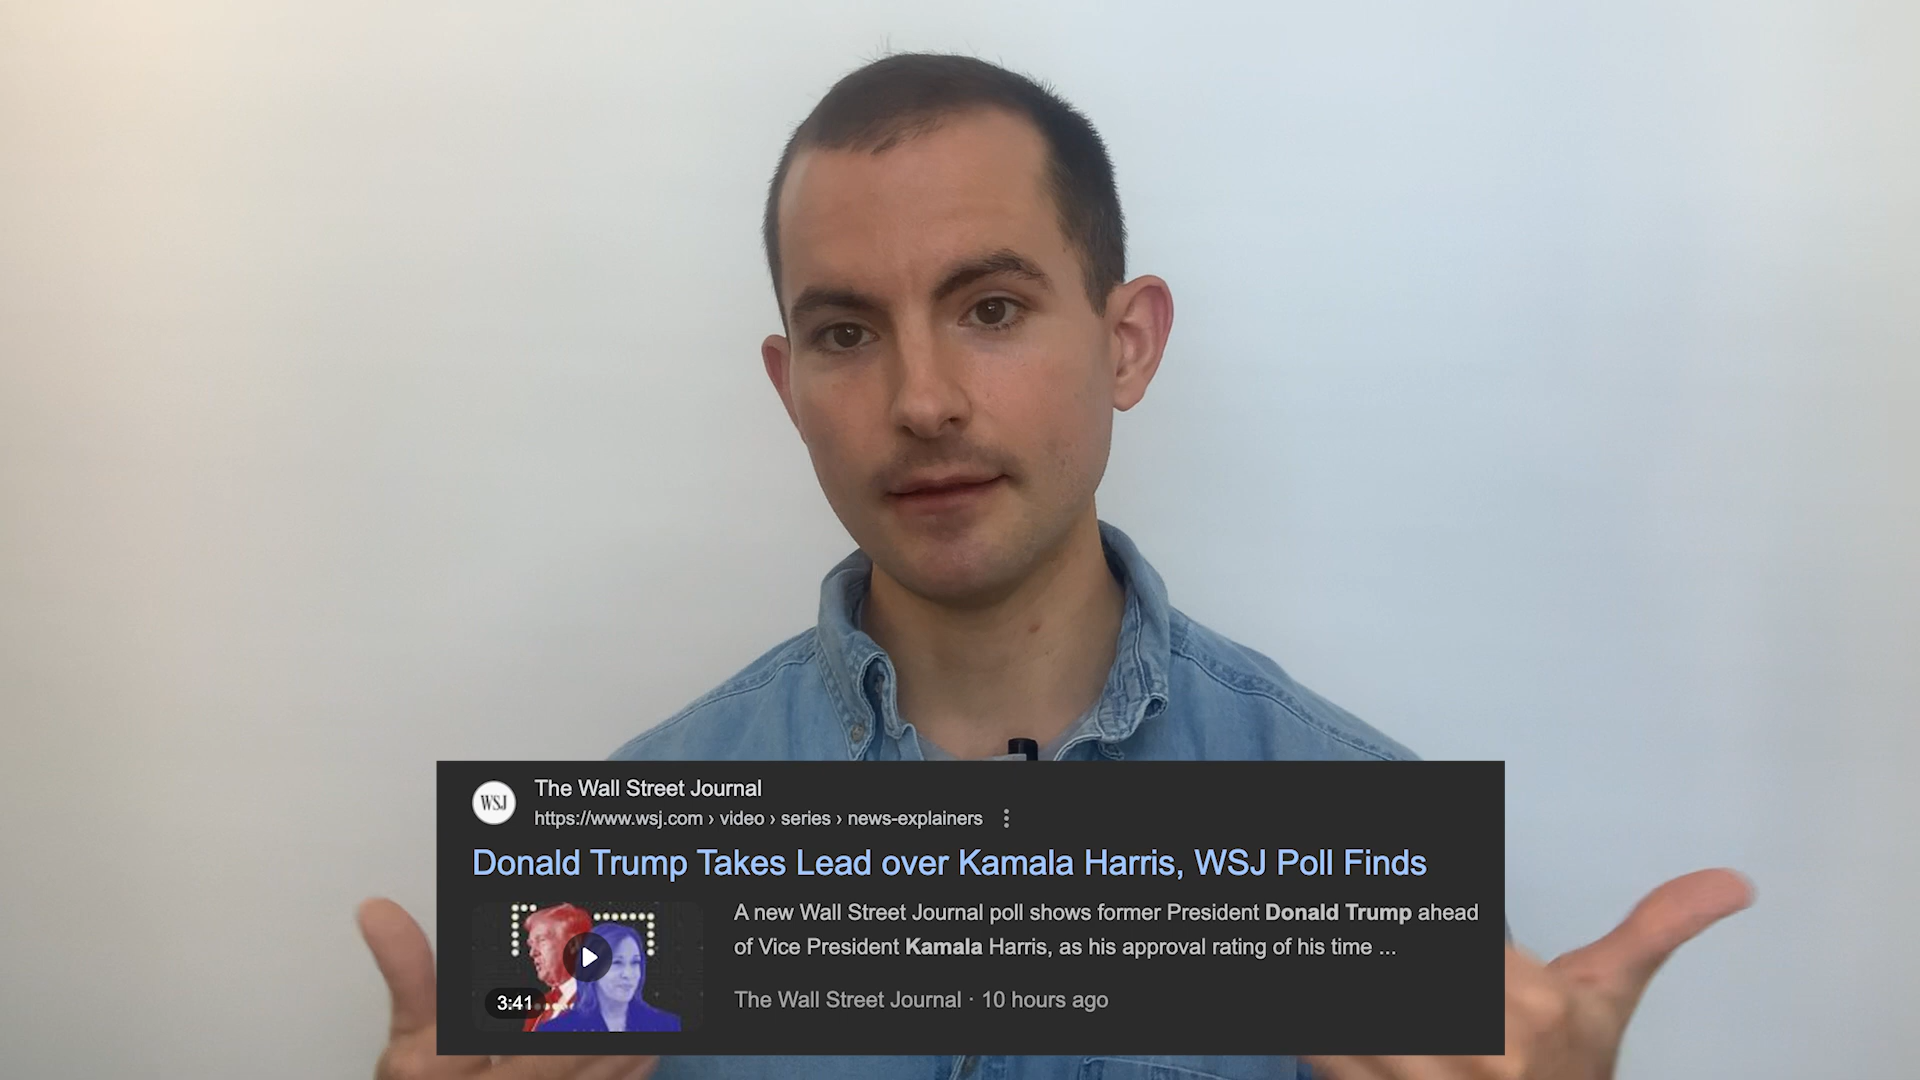 WSJ
The Wall Street Journal
https://www.wsj.com › video › series › news-explainers
Donald Trump Takes Lead over Kamala Harris, WSJ Poll Finds
3:41
A new Wall Street Journal poll shows former President Donald Trump ahead
of Vice President Kamala Harris, as his approval rating of his time ...
The Wall Street Journal · 10 hours ago